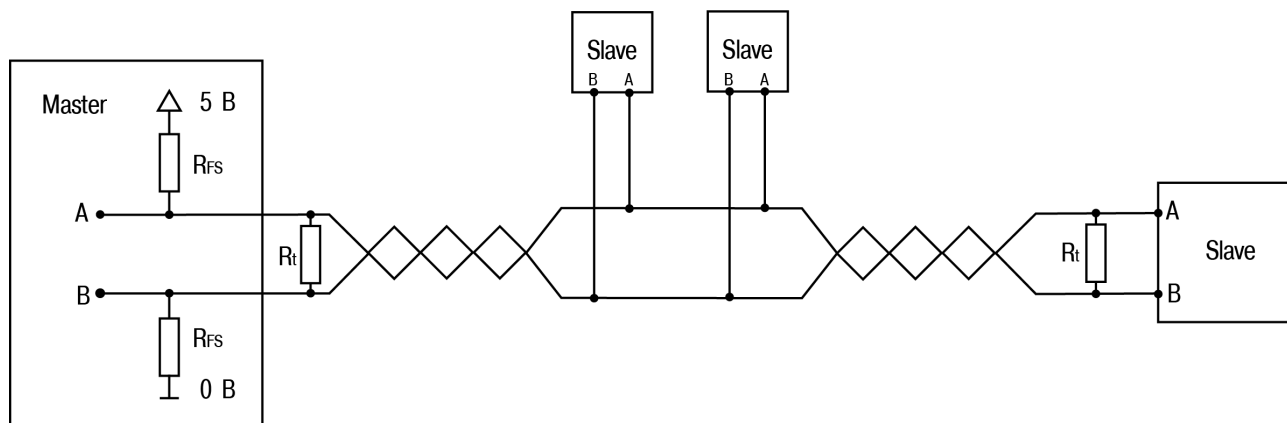 Master
5 В
RFS
A
B
Rt
RFS
0 В
Slave
B A
Slave
B A
Rt
A
Slave
B